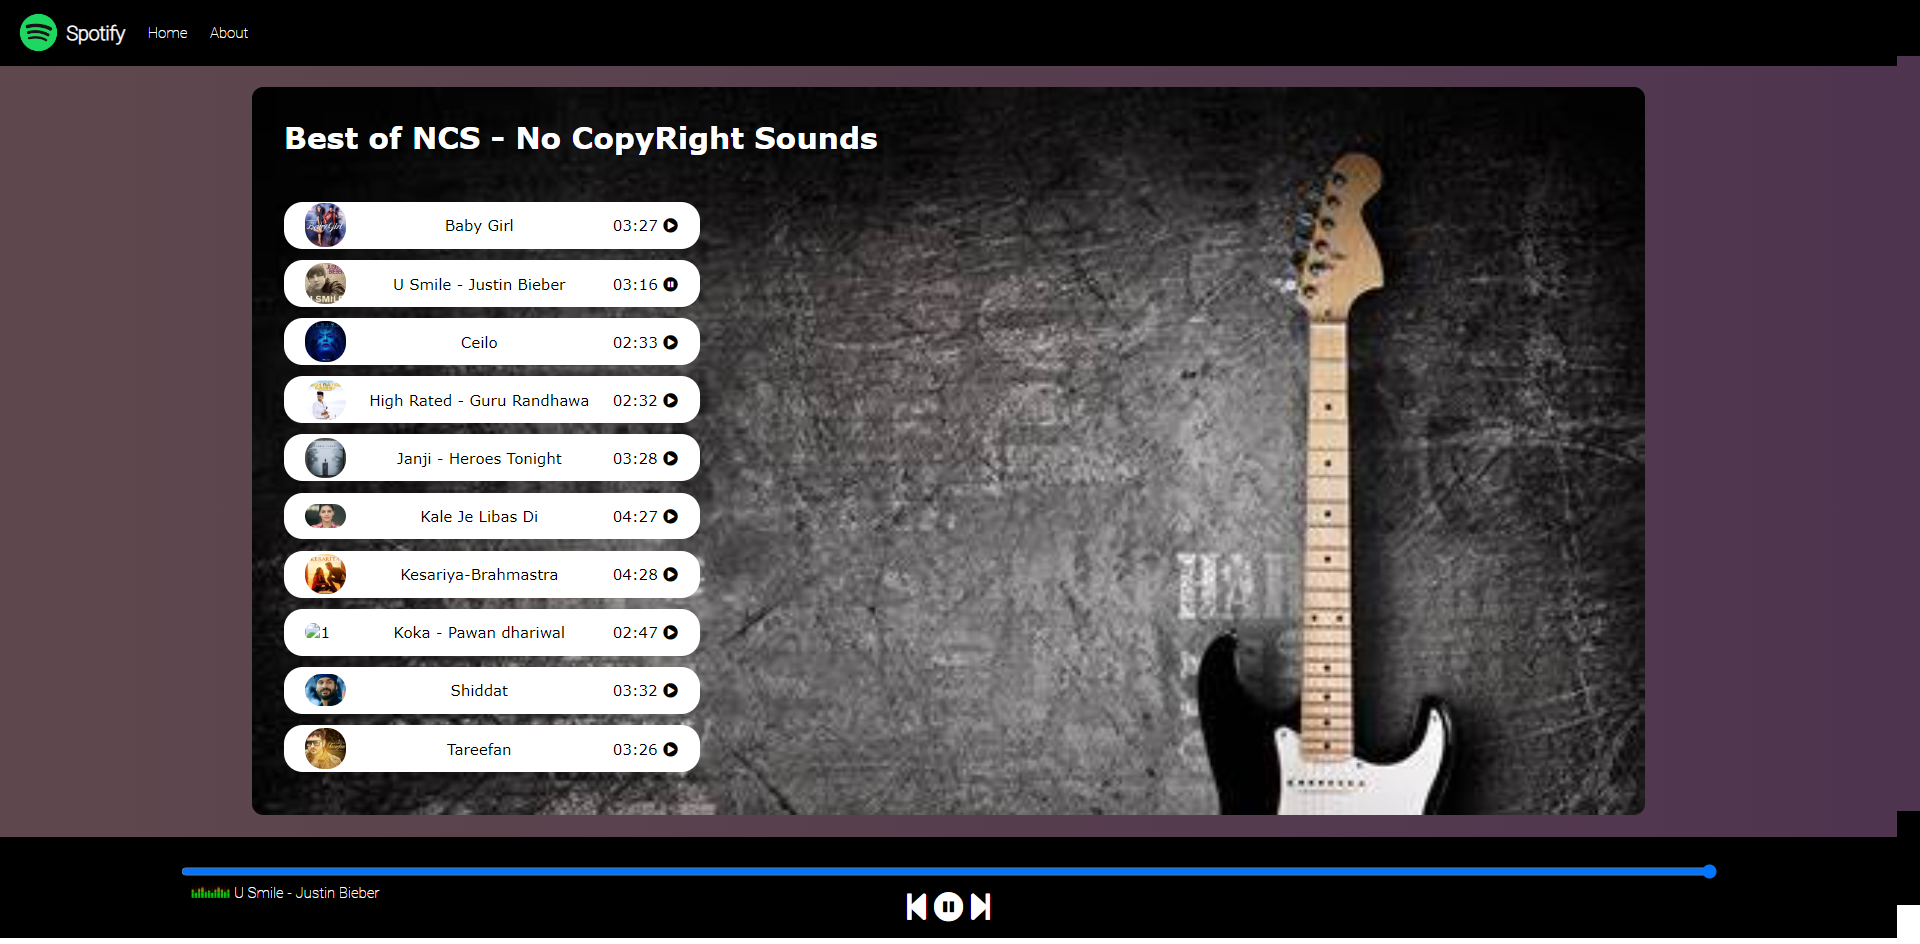 Spotify Home About
Best of NCS - No CopyRight Sounds
Baby Girl 03:27
U Smile - Justin Bieber 03:16
Ceilo 02:33
High Rated - Guru Randhawa 02:32
Janji - Heroes Tonight 03:28
Kale Je Libas Di 04:27
Kesariya-Brahmastra 04:28
1 Koka - Pawan dhariwal 02:47
Shiddat 03:32
Tareefan 03:26
U Smile - Justin Bieber